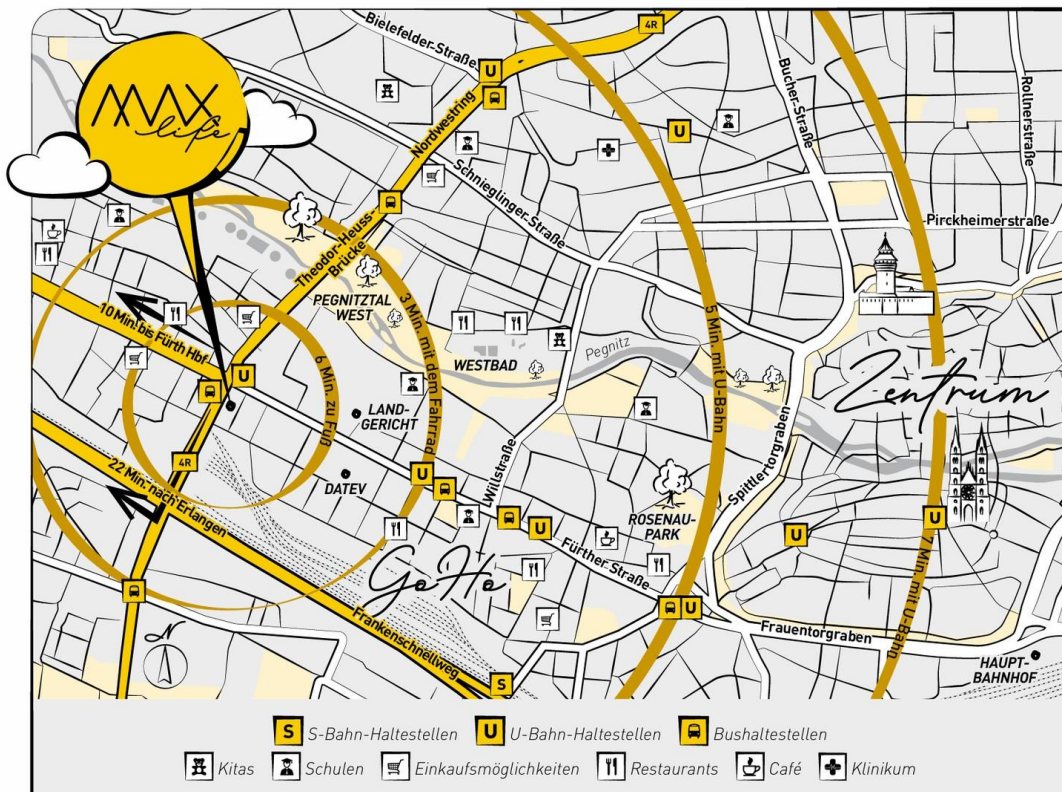 4R
Bielefelder-Straße
U
Bucher-Straße
Rollnerstraße
MAX
life
Nordwestring
U
Schnieglinger-Straße
Pirckheimerstraße
Theodor-Heuss-
Brücke
PEGNITZTAL
WEST
3 Min. mit dem Fahrrad
5 Min. mit U-Bahn
10 Min. bis Fürth Hbf
6 Min. zu Fuß
WESTBAD
Pegnitz
U
Zentrum
LAND-
GERICHT
DATEV
4R
22 Min. nach Erlangen
U
Willstraße
Spittlertorgraben
ROSENAU-
PARK
U
U
U
7 Min. mit U-Bahn
GoHo
Fürther Straße
U
Frankenschnellweg
Frauentorgraben
N
HAUPT-
BAHNHOF
S
S S-Bahn-Haltestellen U U-Bahn-Haltestellen Bushaltestellen
Kitas Schulen Einkaufsmöglichkeiten Restaurants Café Klinikum